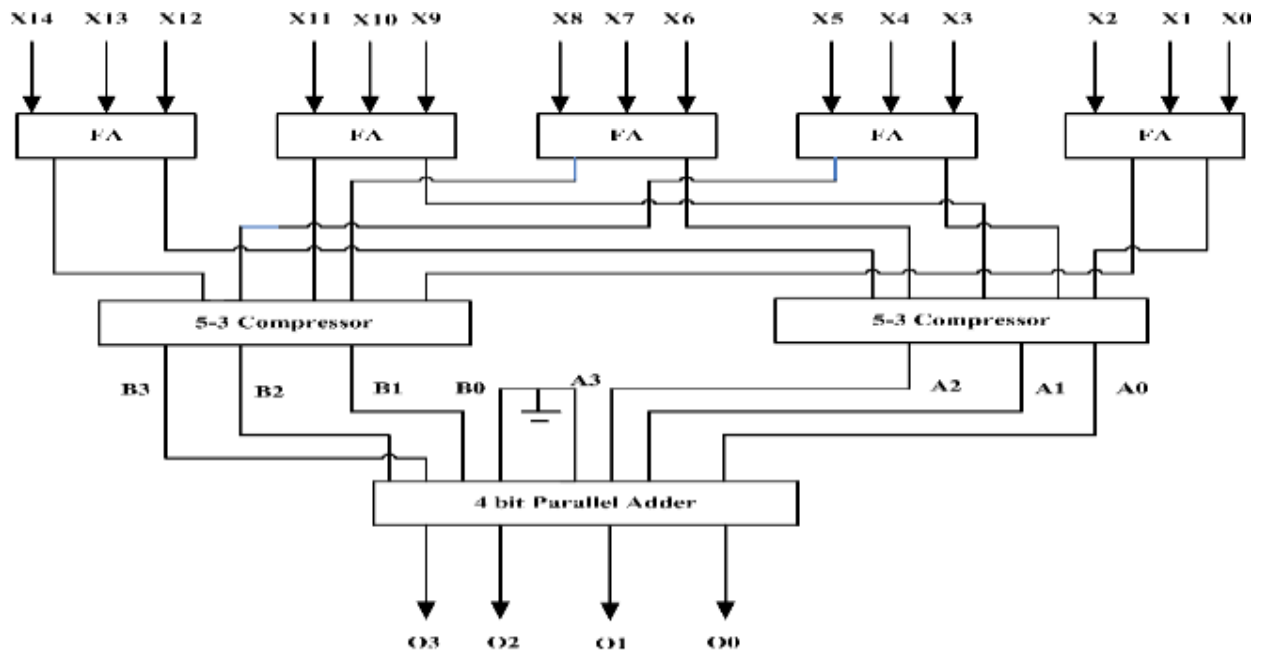 X14 X13 X12 X11 X10 X9 X8 X7 X6 X5 X4 X3 X2 X1 X0
FA FA FA FA FA
5-3 Compressor 5-3 Compressor
B3 B2 B1 B0 A3 A2 A1 A0
4 bit Parallel Adder
O3 O2 O1 O0